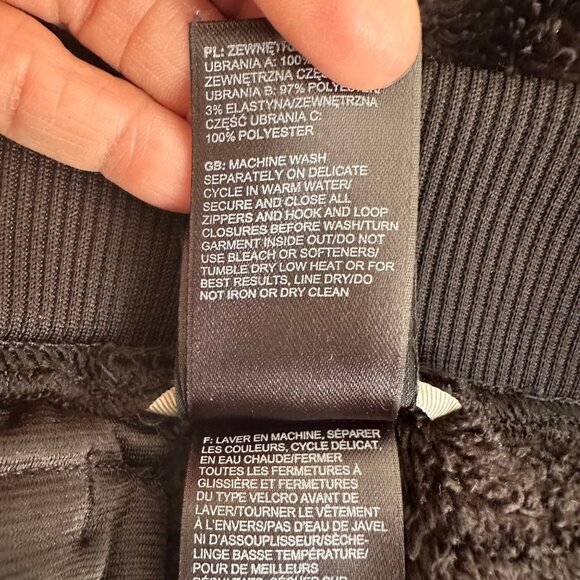 PL: ZEWNĘTRZ
UBRANIA A: 100%
ZEWNĘTRZNA CZĘŚ
UBRANIA B: 97% POLYESTER
3% ELASTYNA/ZEWNĘTRZNA
CZĘŚĆ UBRANIA C:
100% POLYESTER
GB: MACHINE WASH
SEPARATELY ON DELICATE
CYCLE IN WARM WATER/
SECURE AND CLOSE ALL
ZIPPERS AND HOOK AND LOOP
CLOSURES BEFORE WASH/TURN
GARMENT INSIDE OUT/DO NOT
USE BLEACH OR SOFTENERS/
TUMBLE DRY LOW HEAT OR FOR
BEST RESULTS, LINE DRY/DO
NOT IRON OR DRY CLEAN
F: LAVER EN MACHINE, SÉPARER
LES COULEURS, CYCLE DÉLICAT,
EN EAU CHAUDE/FERMER
TOUTES LES FERMETURES À
GLISSIÈRE ET FERMETURES
DU TYPE VELCRO AVANT DE
LAVER/TOURNER LE VÊTEMENT
À L'ENVERS/PAS D'EAU DE JAVEL
NI D'ASSOUPLISSEUR/SÈCHE-
LINGE BASSE TEMPÉRATURE/
POUR DE MEILLEURS